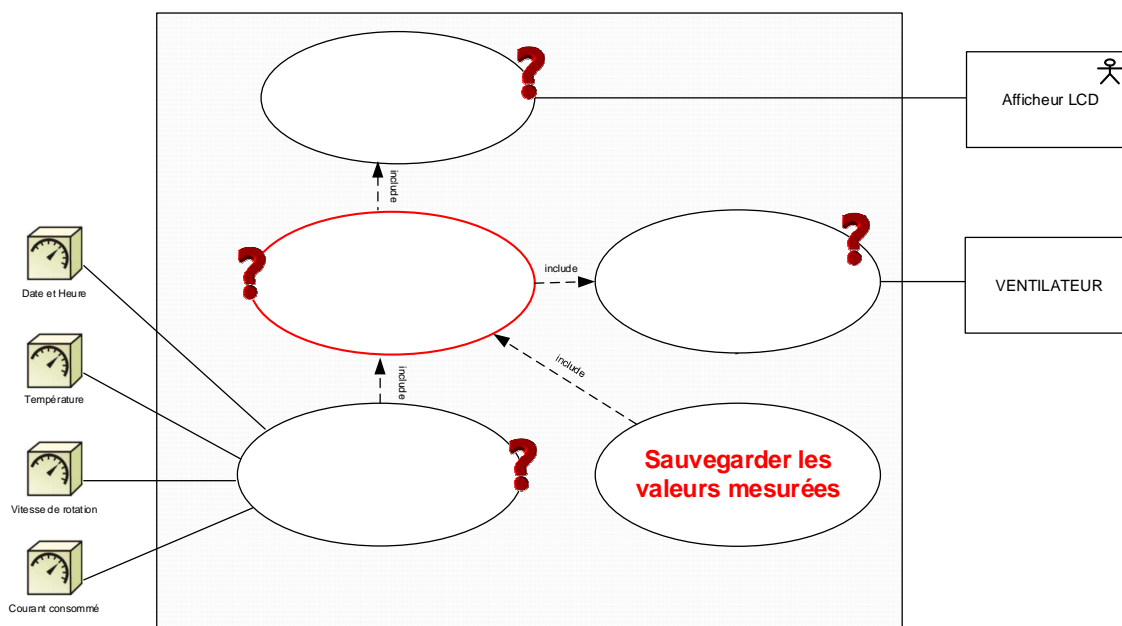 ?
Afficheur LCD
include
?
?
include
Date et Heure
VENTILATEUR
include
include
Température
?
Sauvegarder les
valeurs mesurées
Vitesse de rotation
Courant consommé